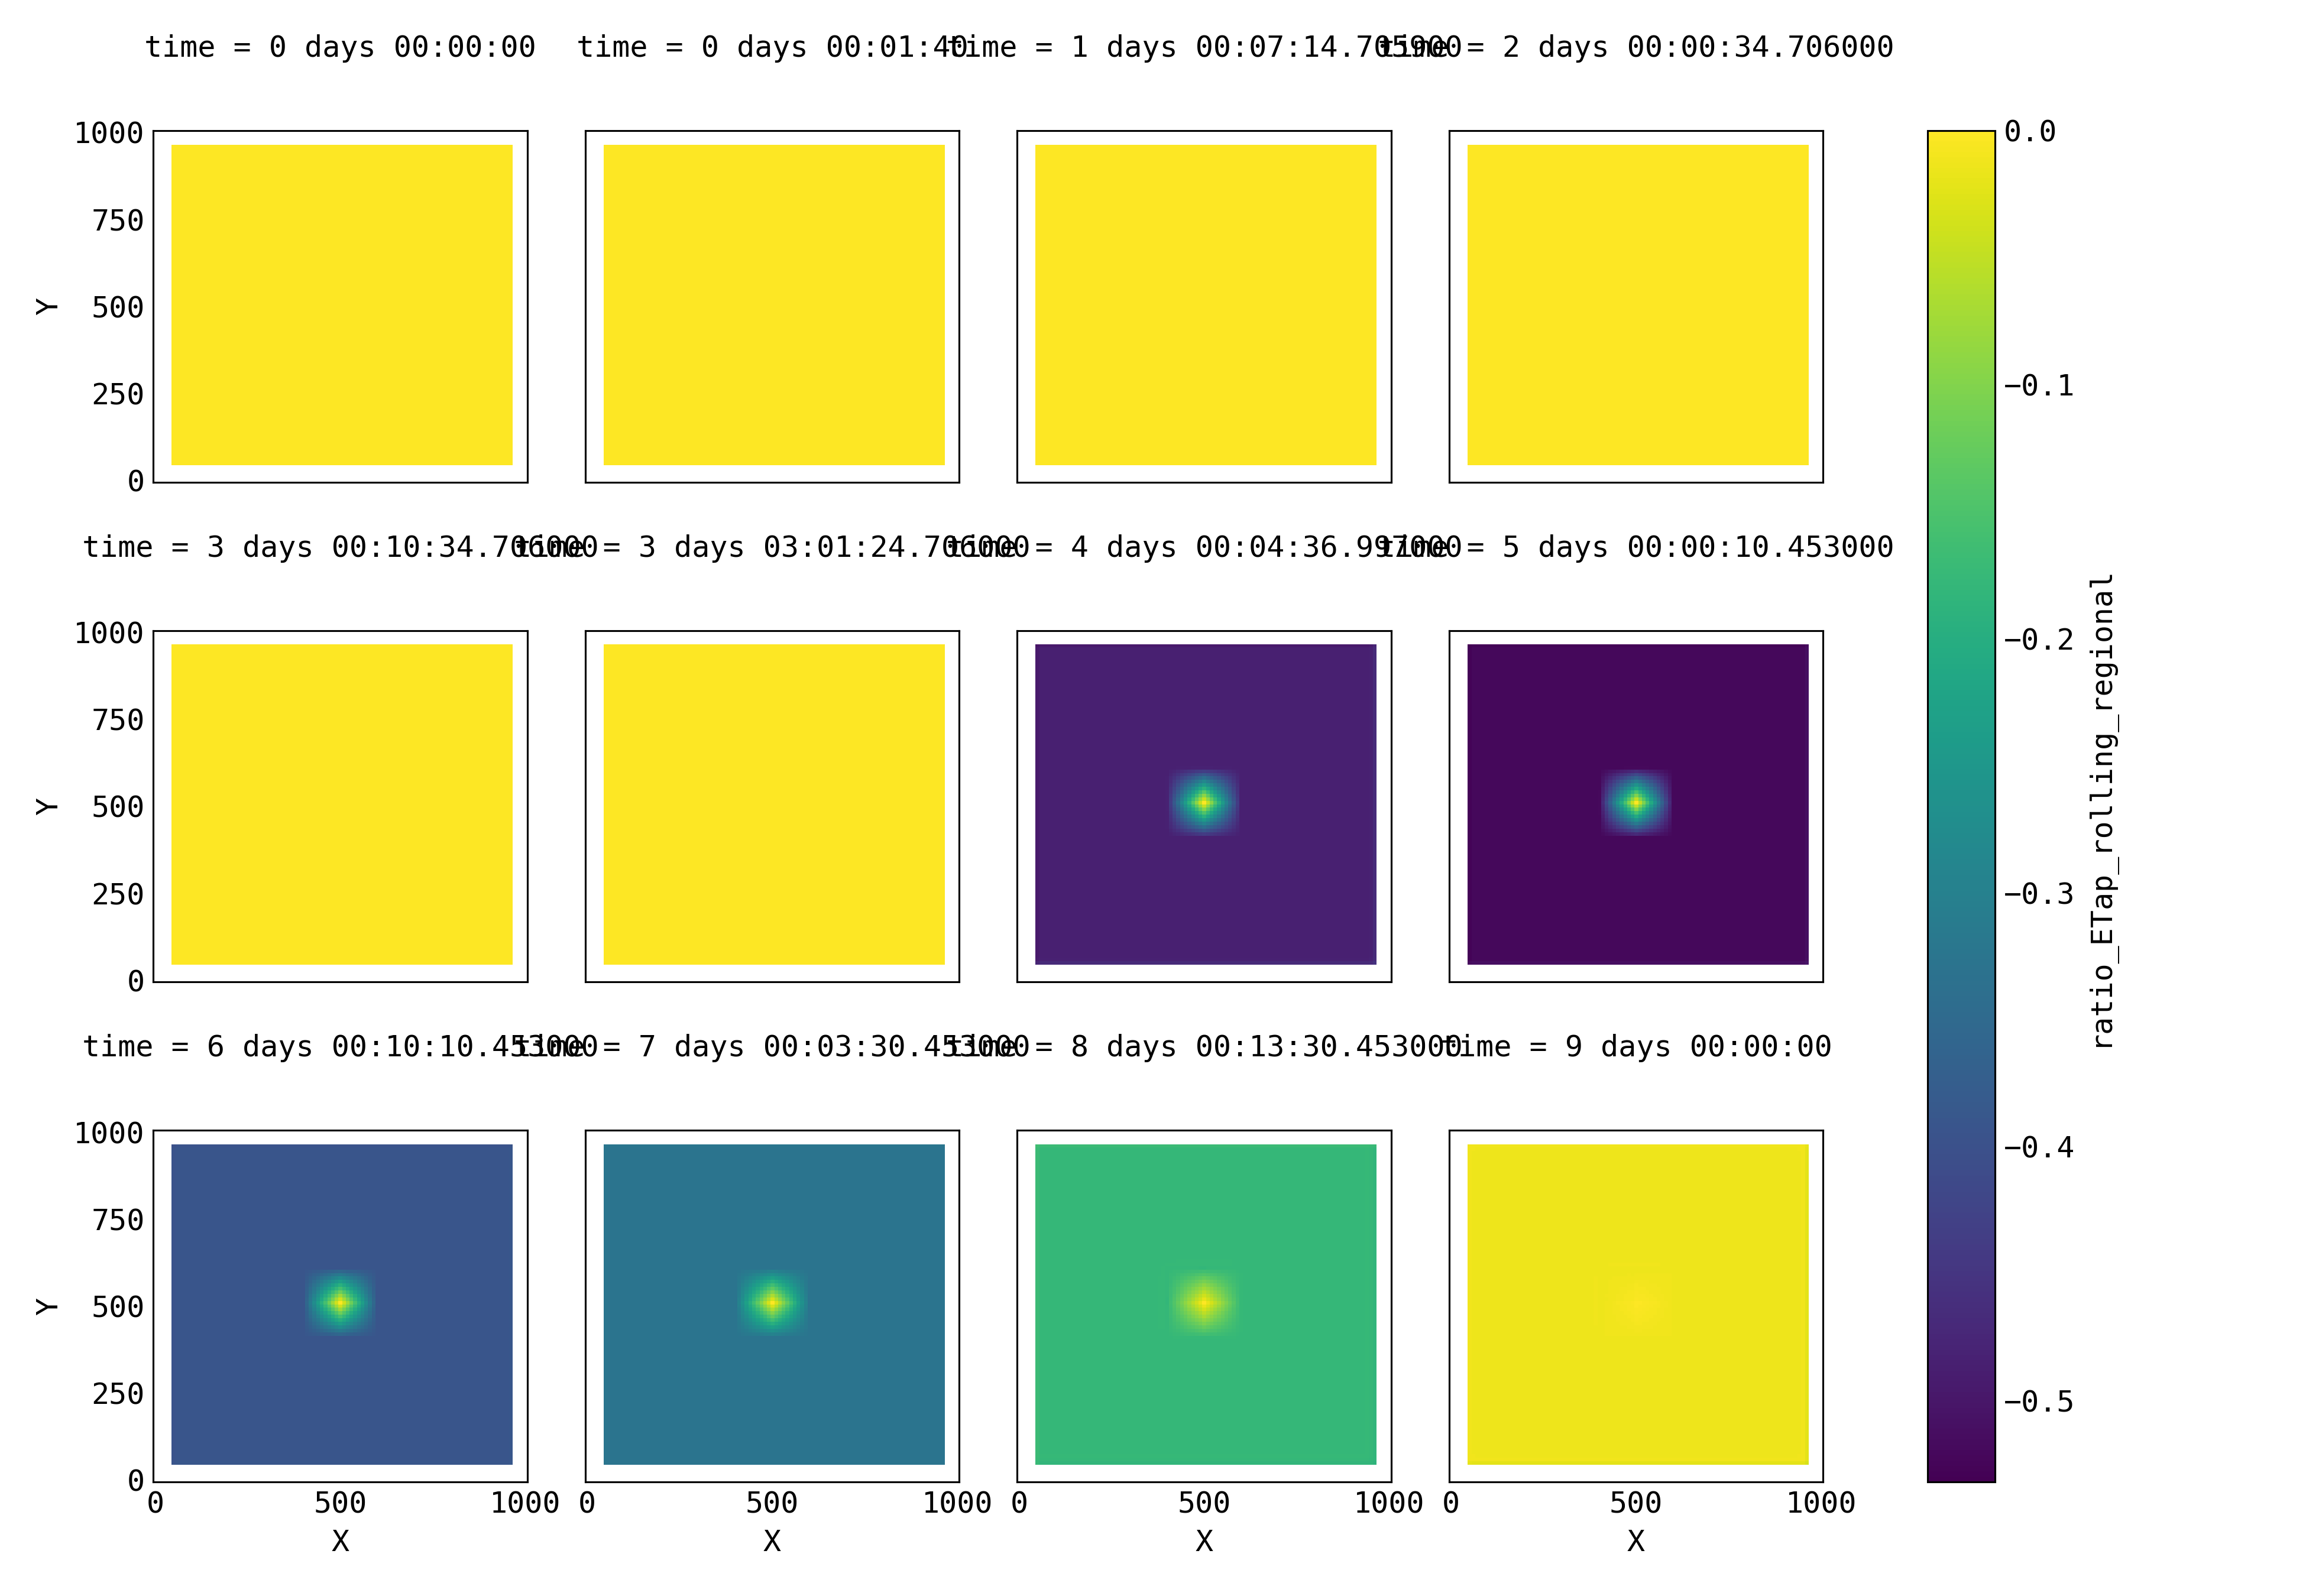 time = 0 days 00:00:00
time = 0 days 00:01:40
time = 1 days 00:07:14.705900
time = 2 days 00:00:34.706000
1000
750
500
250
0
Y
0.0
−0.1
−0.2
−0.3
−0.4
−0.5
ratio_ETap_rolling_regional
time = 3 days 00:10:34.706000
time = 3 days 03:01:24.706000
time = 4 days 00:04:36.997000
time = 5 days 00:00:10.453000
1000
750
500
250
0
Y
time = 6 days 00:10:10.453000
time = 7 days 00:03:30.453000
time = 8 days 00:13:30.453000
time = 9 days 00:00:00
1000
750
500
250
0
Y
0 500 1000
0 500 1000
0 500 1000
0 500 1000
X
X
X
X